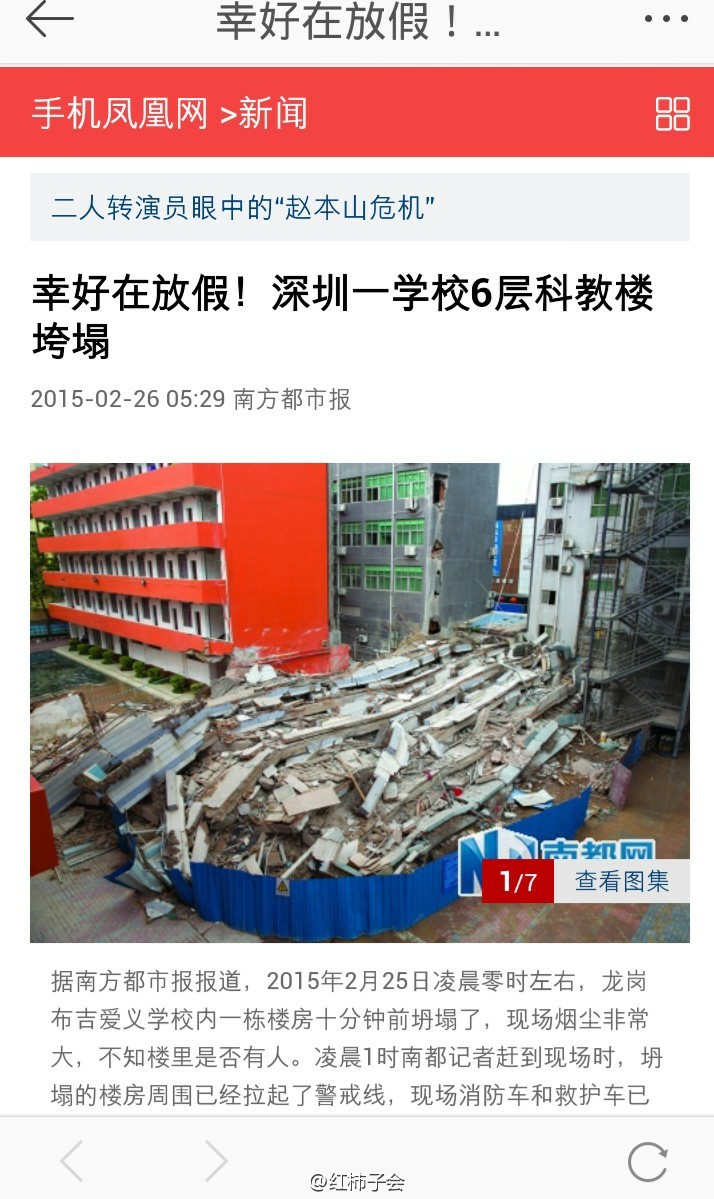 幸好在放假！...
手机凤凰网 >新闻
二人转演员眼中的“赵本山危机”
幸好在放假！深圳一学校6层科教楼
垮塌
2015-02-26 05:29 南方都市报
南都网
1/7 查看图集
据南方都市报报道，2015年2月25日凌晨零时左右，龙岗
布吉爱义学校内一栋楼房十分钟前坍塌了，现场烟尘非常
大，不知楼里是否有人。凌晨1时南都记者赶到现场时，坍
塌的楼房周围已经拉起了警戒线，现场消防车和救护车已
@红柿子会